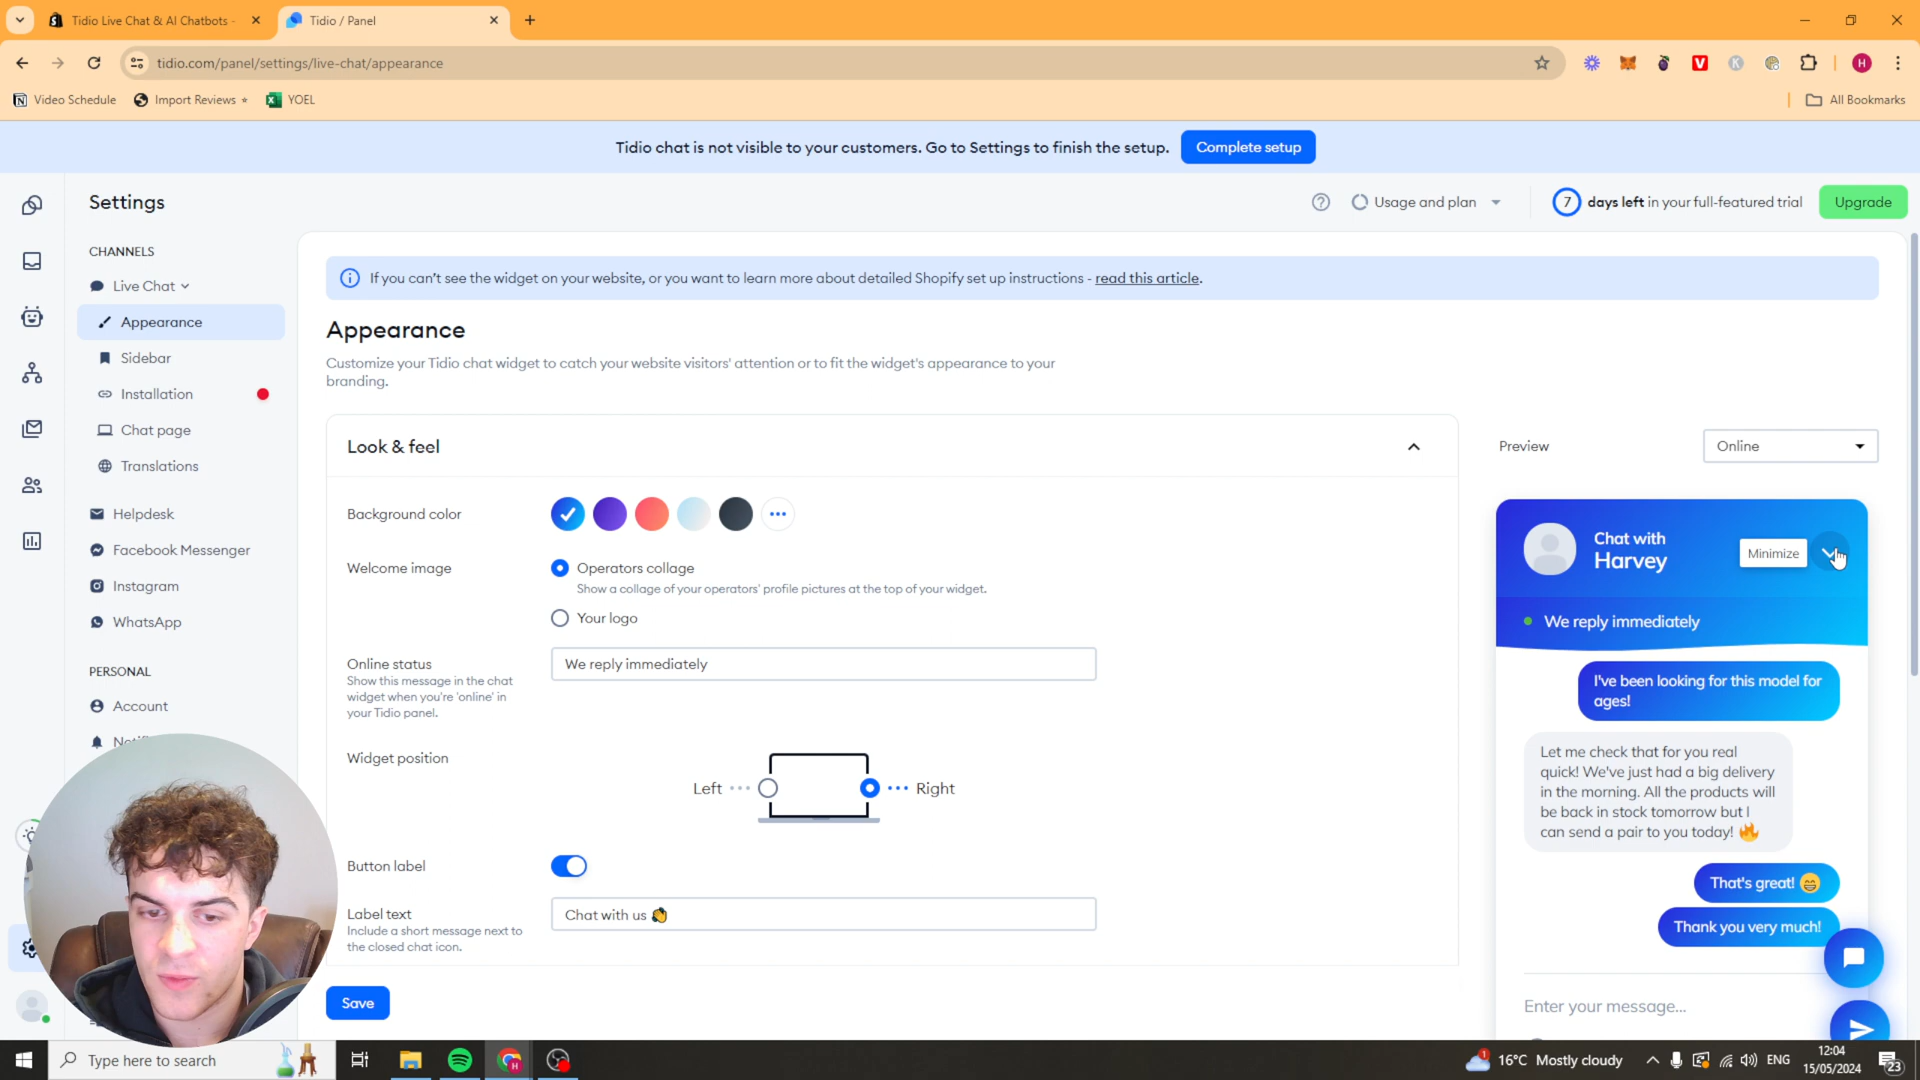 Tidio Live Chat & AI Chatbots -
Tidio / Panel
tidio.com/panel/settings/live-chat/appearance
Video Schedule
Import Reviews
YOEL
All Bookmarks
Tidio chat is not visible to your customers. Go to Settings to finish the setup.
Complete setup
Settings
Usage and plan
7 days left in your full-featured trial
Upgrade
CHANNELS
Live Chat
Appearance
Sidebar
Installation
Chat page
Translations
Helpdesk
Facebook Messenger
Instagram
WhatsApp
PERSONAL
Account
If you can't see the widget on your website, or you want to learn more about detailed Shopify set up instructions - read this article.
Appearance
Customize your Tidio chat widget to catch your website visitors' attention or to fit the widget's appearance to your
branding.
Look & feel
Background color
Welcome image
Operators collage
Show a collage of your operators' profile pictures at the top of your widget.
Your logo
Online status
Show this message in the chat
widget when you're 'online' in
your Tidio panel.
We reply immediately
Widget position
Left
Right
Button label
Label text
Include a short message next to
the closed chat icon.
Chat with us 👋
Save
Preview
Online
Chat with
Harvey
Minimize
We reply immediately
I've been looking for this model for
ages!
Let me check that for you real
quick! We've just had a big delivery
in the morning. All the products will
be back in stock tomorrow but I
can send a pair to you today! 🔥
That's great! 😄
Thank you very much!
Enter your message...
Type here to search
16°C Mostly cloudy
ENG
12:04
15/05/2024
23